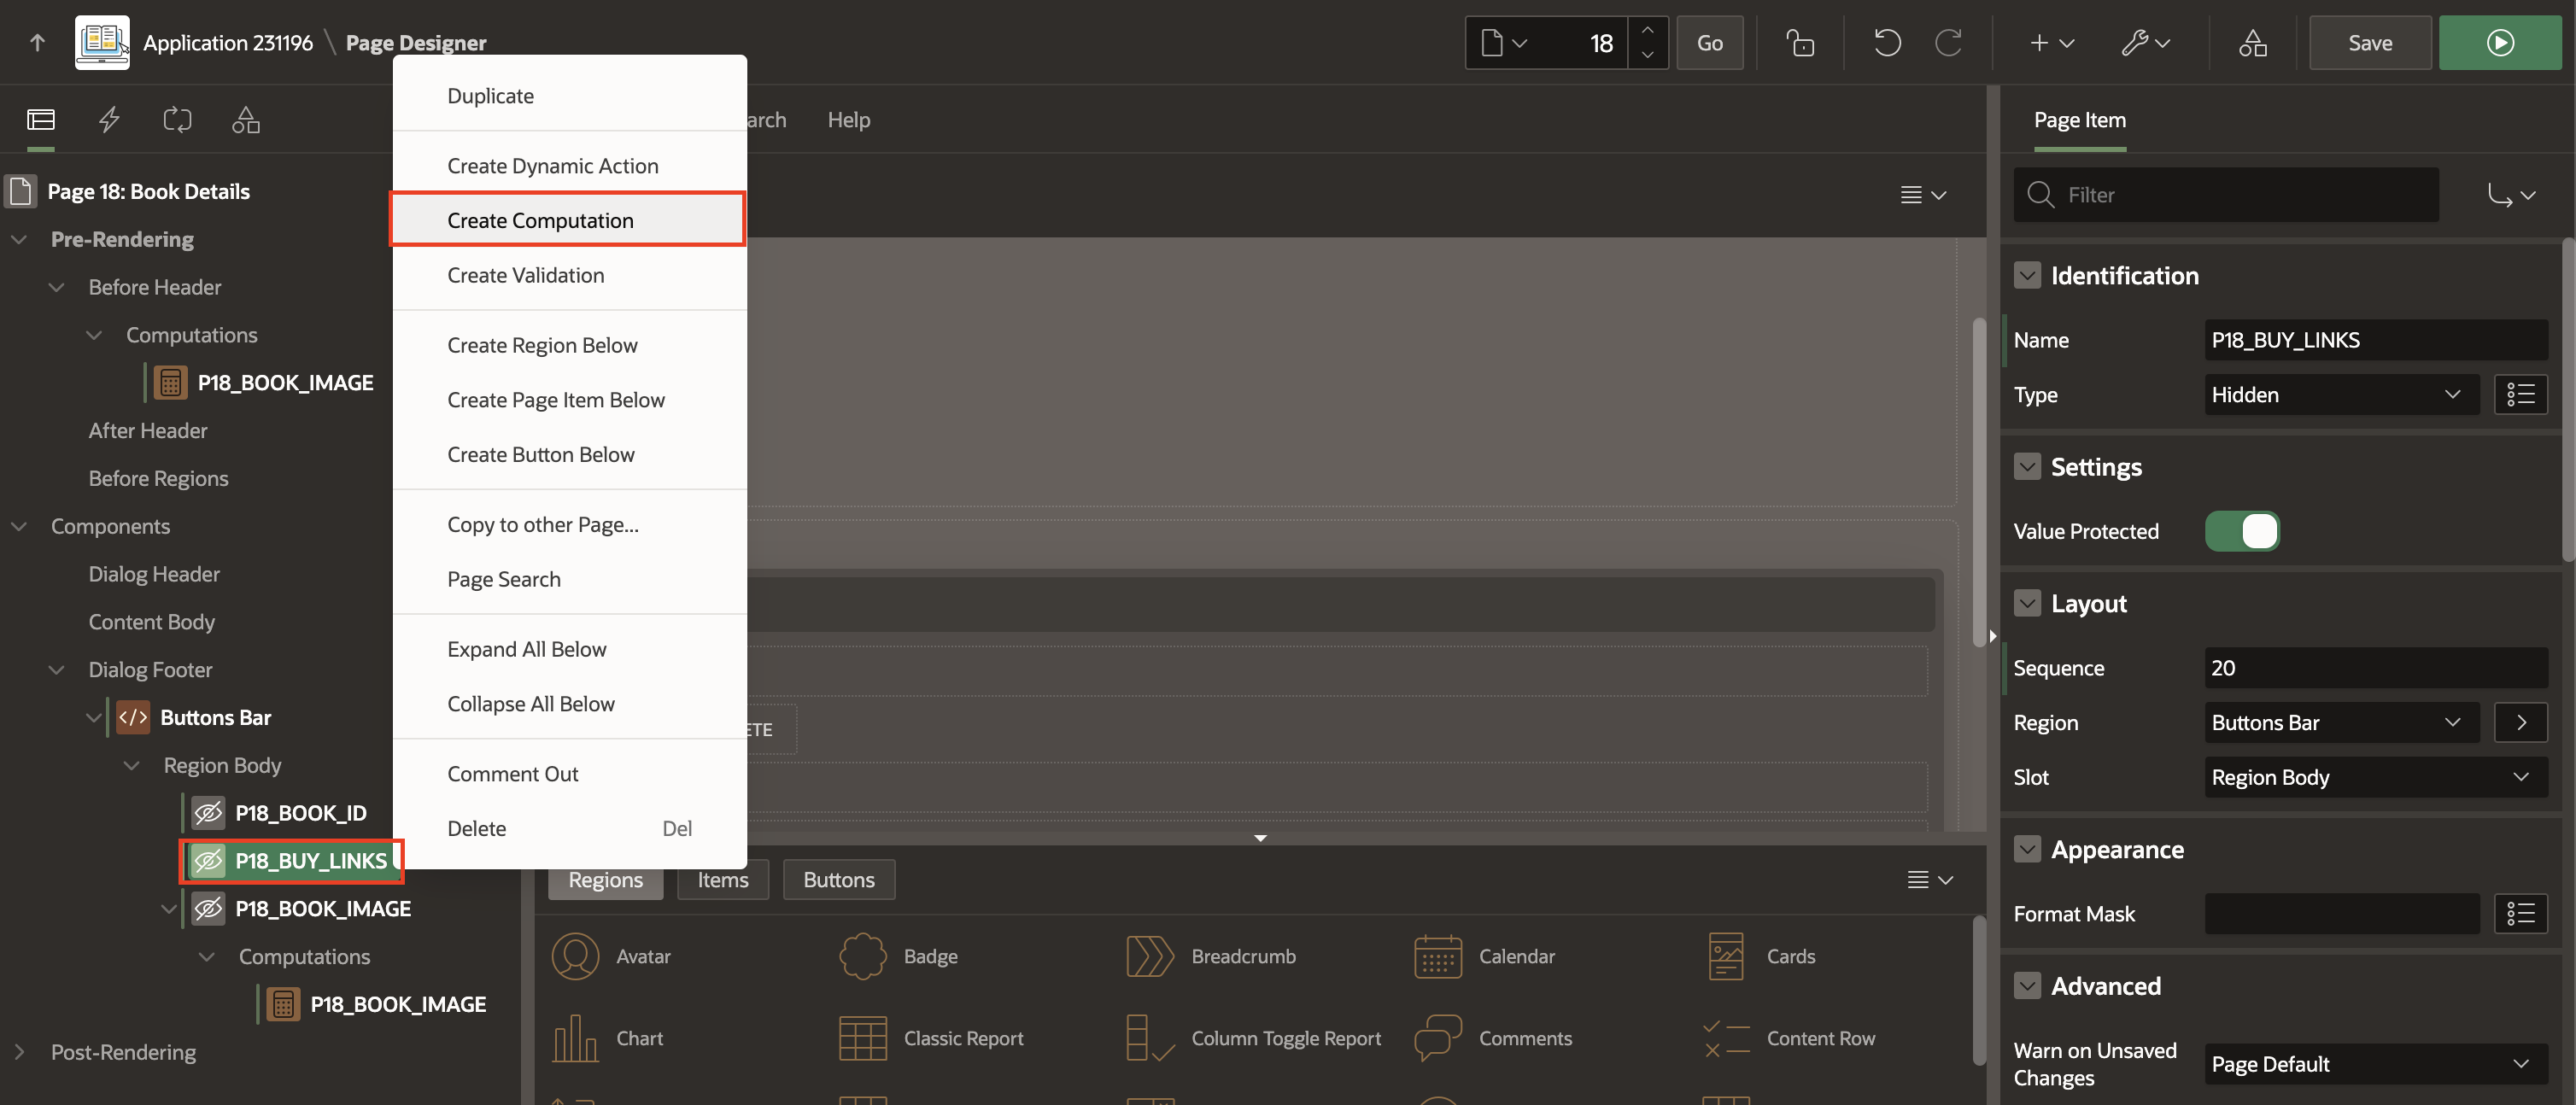 Application 231196 \ Page Designer
18
Go
Save
Duplicate
Create Dynamic Action
Create Computation
Create Validation
Create Region Below
Create Page Item Below
Create Button Below
Copy to other Page...
Page Search
Expand All Below
Collapse All Below
Comment Out
Delete Del
Page 18: Book Details
Pre-Rendering
Before Header
Computations
P18_BOOK_IMAGE
After Header
Before Regions
Components
Dialog Header
Content Body
Dialog Footer
Buttons Bar
Region Body
P18_BOOK_ID
P18_BUY_LINKS
P18_BOOK_IMAGE
Computations
P18_BOOK_IMAGE
Post-Rendering
arch
Help
ETE
Regions
Items
Buttons
Avatar
Badge
Breadcrumb
Calendar
Cards
Chart
Classic Report
Column Toggle Report
Comments
Content Row
Page Item
Filter
Identification
Name P18_BUY_LINKS
Type Hidden
Settings
Value Protected
Layout
Sequence 20
Region Buttons Bar
Slot Region Body
Appearance
Format Mask
Advanced
Warn on Unsaved
Changes
Page Default